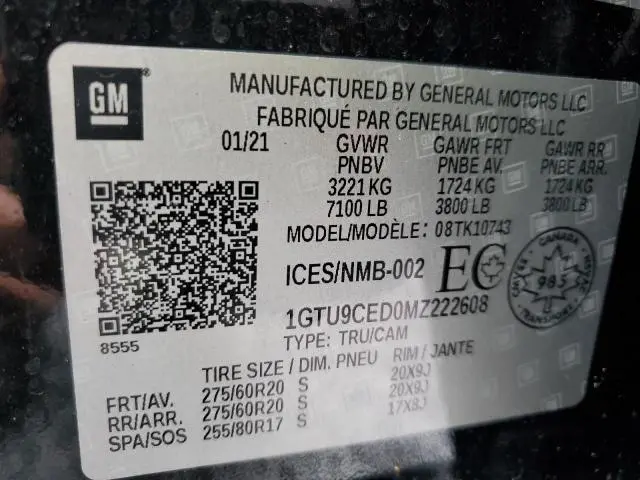 GM
MANUFACTURED BY GENERAL MOTORS LLC
FABRIQUÉ PAR GENERAL MOTORS LLC
01/21 GVWR GAWR FRT GAWR RR
PNBV PNBE AV. PNBE ARR.
3221 KG 1724 KG 1724 KG
7100 LB 3800 LB 3800 LB
MODEL/MODÈLE: 08TK10743
ICES/NMB-002 EC
CANADA
985
TRANSPORT
1GTU9CED0MZ222608
8555 TYPE: TRU/CAM
TIRE SIZE / DIM. PNEU RIM / JANTE
FRT/AV. 275/60R20 S 20X9J
RR/ARR. 275/60R20 S 20X9J
SPA/SOS 255/80R17 S 17X8J